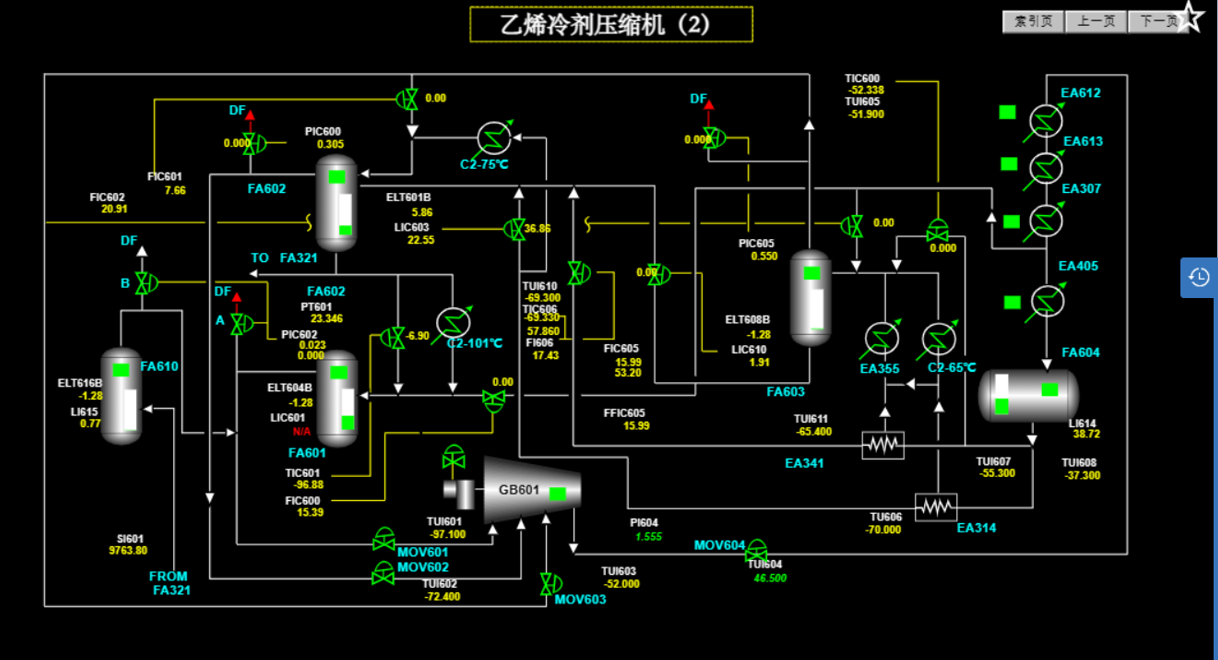 乙烯冷剂压缩机（2）
索引页 上一页 下一页
TIC600
-52.338
TUI605
-51.900
EA612
DF
0.00
DF
0.000
PIC600
0.305
C2-75℃
0.000
EA613
FIC601
7.66
FA602
EA307
FIC602
20.91
ELT601B
5.86
LIC603
22.55
36.86
0.00
DF
PIC605
0.550
0.000
TO FA321
EA405
B
DF
FA602
PT601
23.346
0.00
TUI610
-69.300
TIC606
-69.330
57.860
FI606
17.43
A
PIC602
0.023
0.000
-6.90
C2-101℃
ELT608B
-1.28
LIC610
1.91
FIC605
15.99
53.20
FA610
EA355
C2-65℃
FA604
ELT616B
-1.28
LI615
0.77
ELT604B
-1.28
LIC601
N/A
0.00
FA603
FFIC605
15.99
TUI611
-65.400
LI614
38.72
FA601
EA341
TUI607
-55.300
TUI608
-37.300
TIC601
-96.88
FIC600
15.39
GB601
TUI601
-97.100
PI604
1.555
TU606
-70.000
EA314
SI601
9763.80
MOV601
MOV602
MOV604
TUI604
46.500
FROM
FA321
TUI602
-72.400
TUI603
-52.000
MOV603